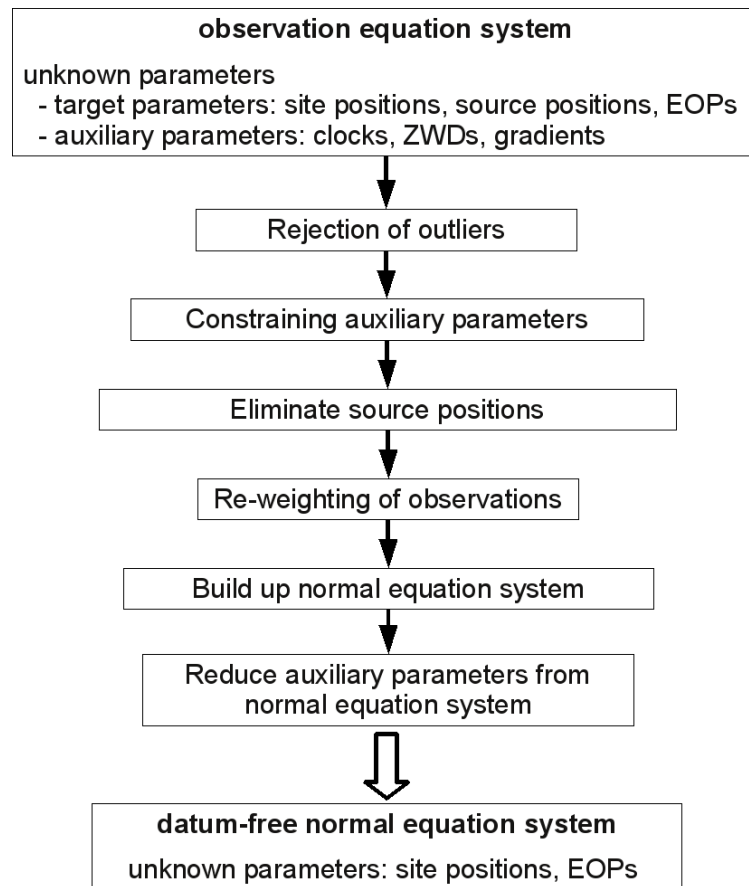 observation equation system
unknown parameters
- target parameters: site positions, source positions, EOPs
- auxiliary parameters: clocks, ZWDs, gradients
Rejection of outliers
Constraining auxiliary parameters
Eliminate source positions
Re-weighting of observations
Build up normal equation system
Reduce auxiliary parameters from
normal equation system
datum-free normal equation system
unknown parameters: site positions, EOPs